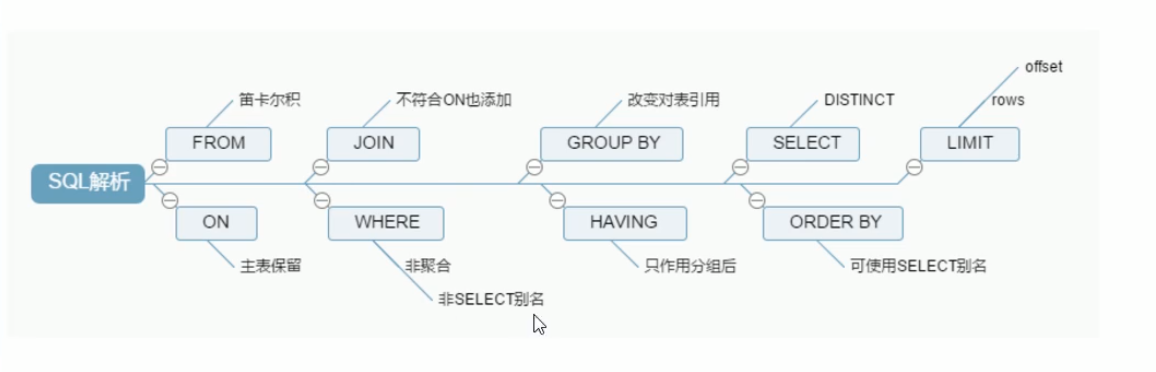 offset
笛卡尔积
不符合ON也添加
改变对表引用
DISTINCT
rows
FROM
JOIN
GROUP BY
SELECT
LIMIT
SQL解析
ON
WHERE
HAVING
ORDER BY
主表保留
非聚合
只作用分组后
可使用SELECT别名
非SELECT别名